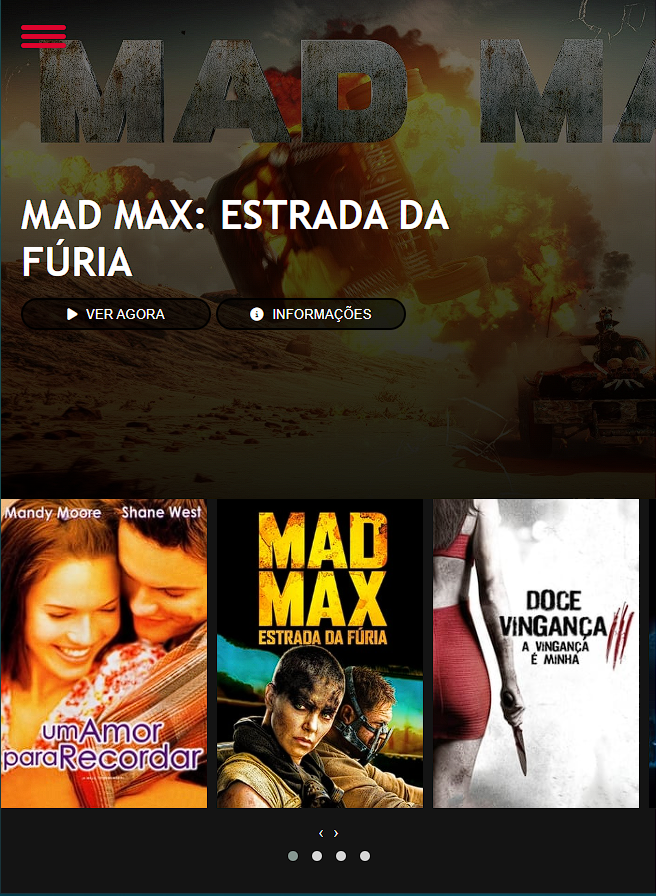 MAD MA
MAD MAX: ESTRADA DA
FÚRIA
VER AGORA
INFORMAÇÕES
Mandy Moore Shane West
um Amor
para Recordar
MAD
MAX
ESTRADA DA FÚRIA
DOCE
VINGANÇA III
A VINGANÇA
É MINHA
‹ ›